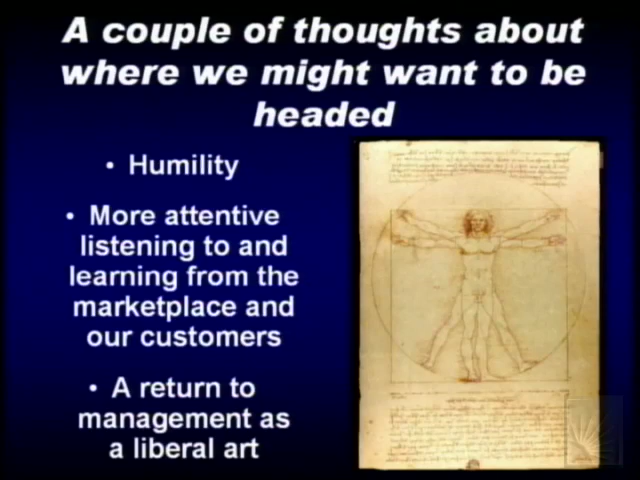 A couple of thoughts about
where we might want to be
headed
• Humility
• More attentive
listening to and
learning from the
marketplace and
our customers
• A return to
management as
a liberal art